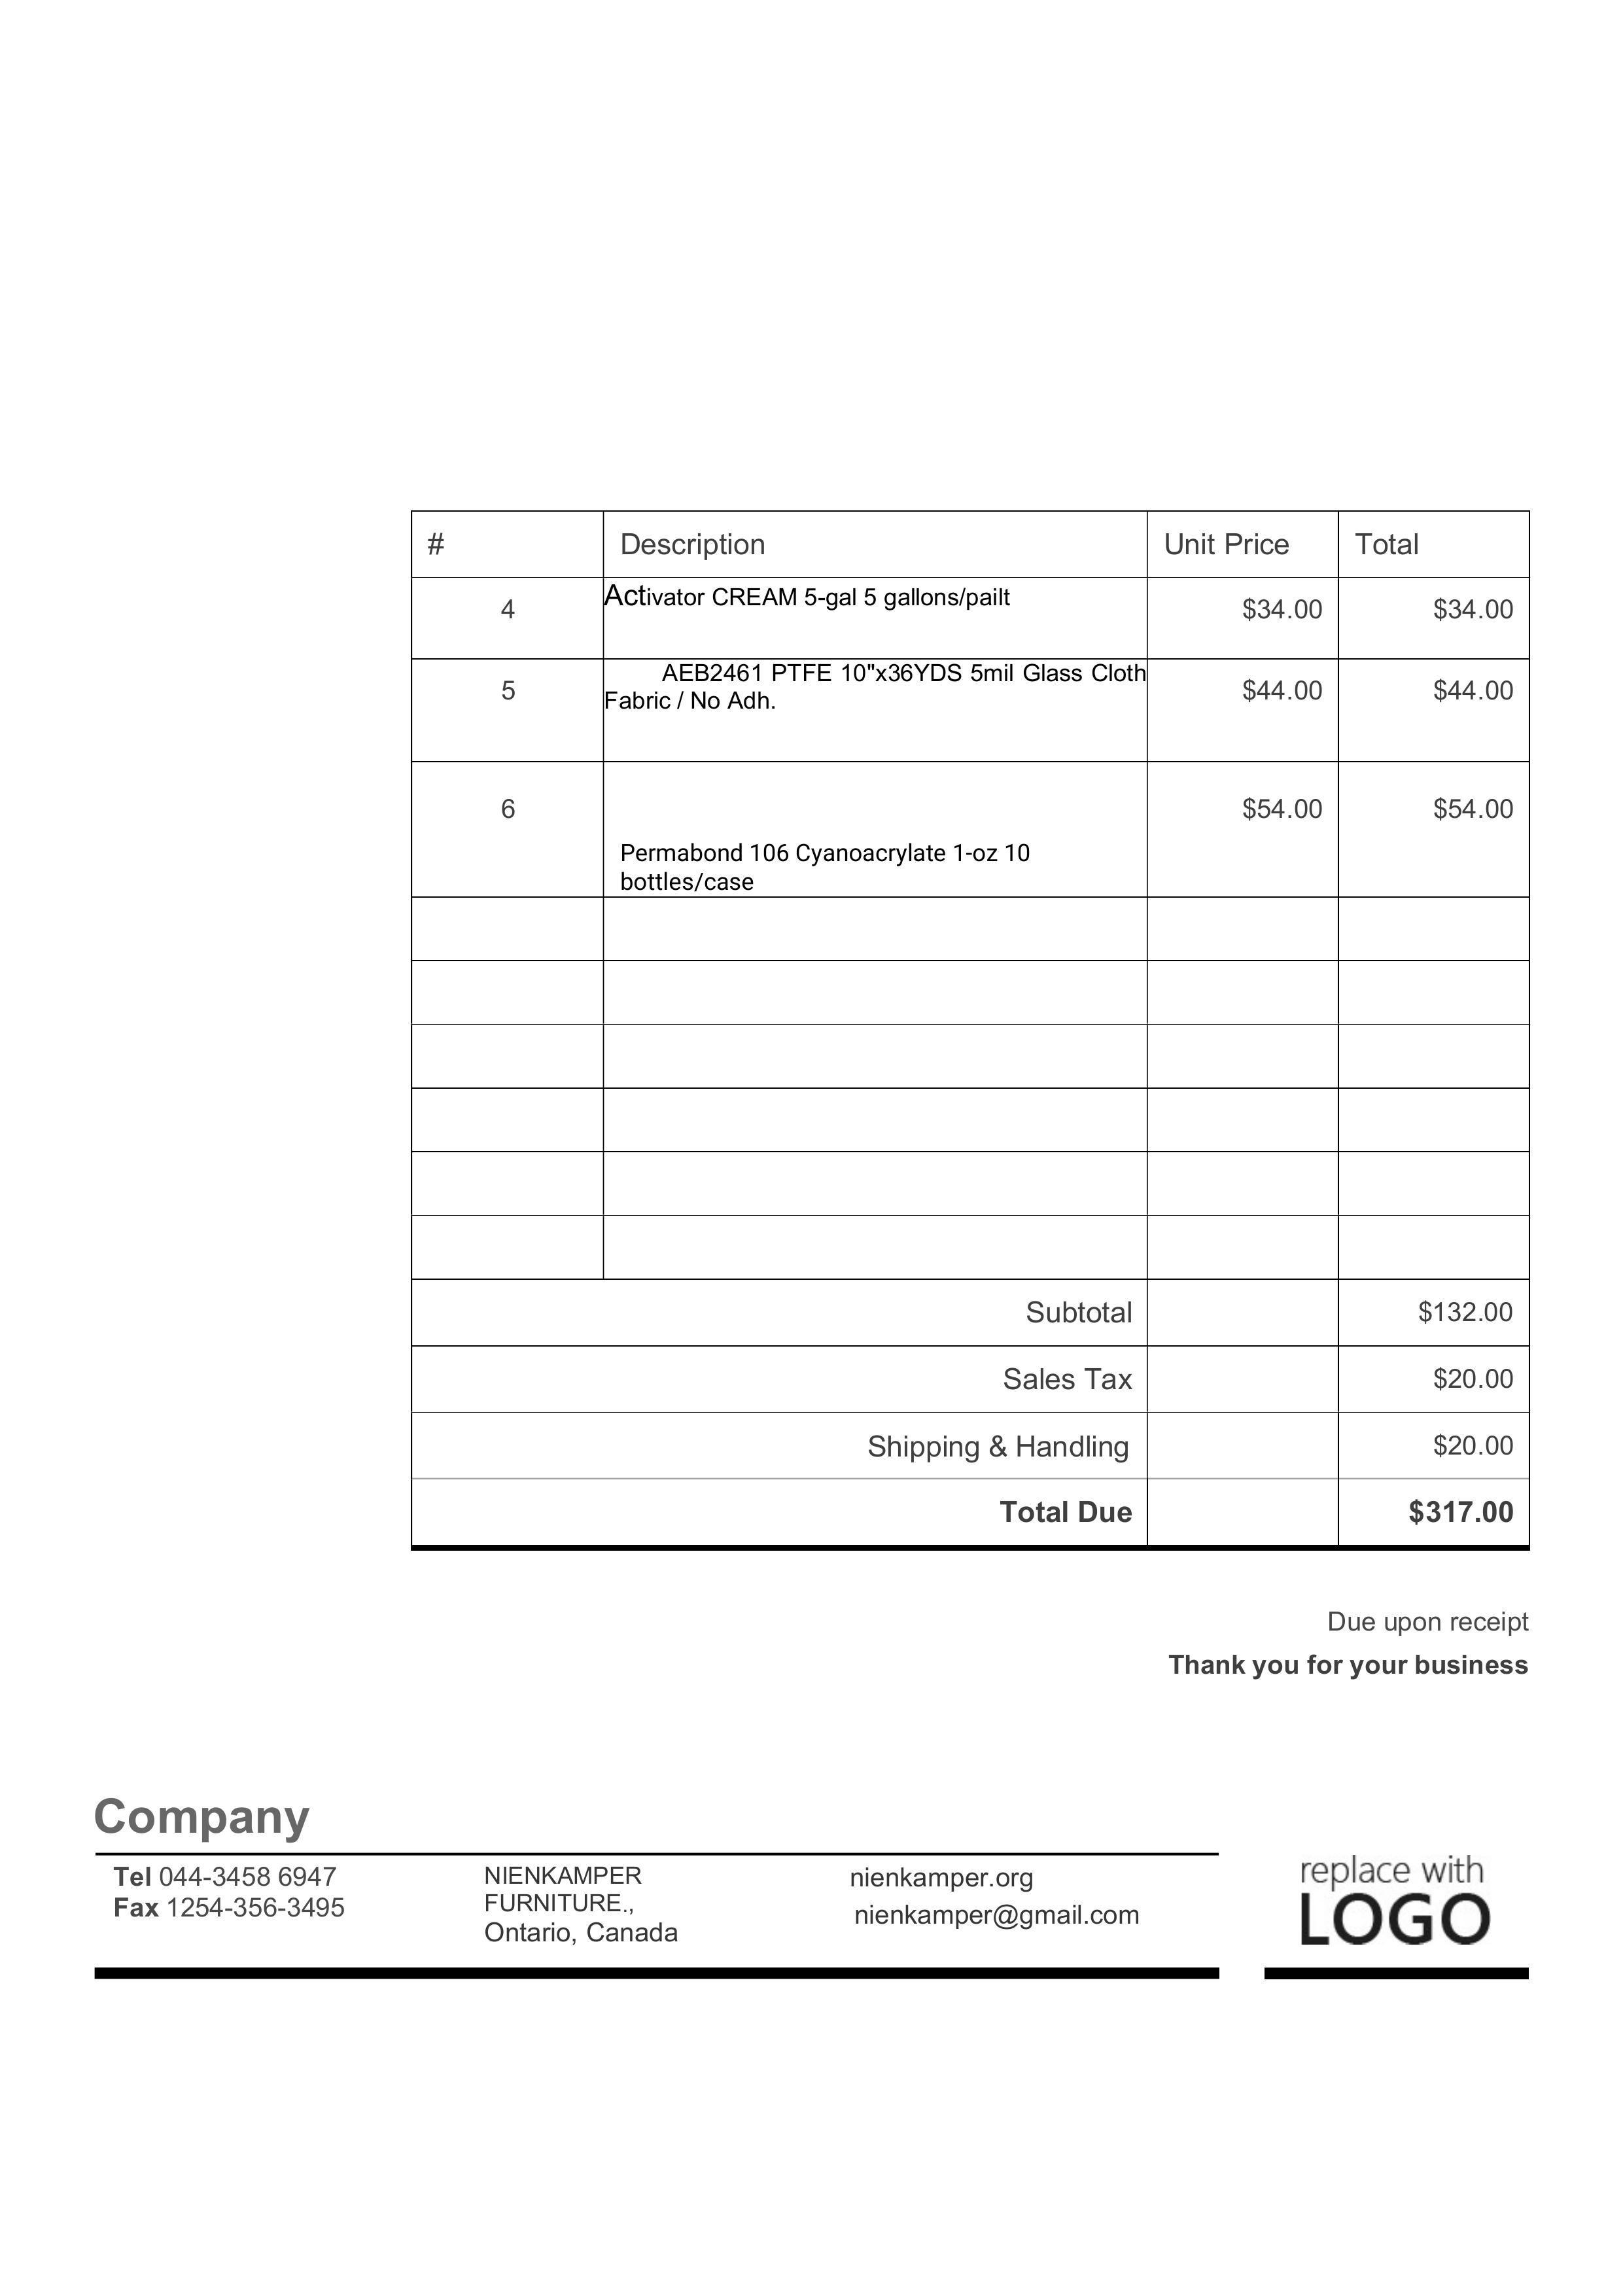 # Description Unit Price Total
4 Activator CREAM 5-gal 5 gallons/pailt $34.00 $34.00
5 AEB2461 PTFE 10"x36YDS 5mil Glass Cloth $44.00 $44.00
Fabric / No Adh.
6 $54.00 $54.00
Permabond 106 Cyanoacrylate 1-oz 10
bottles/case
Subtotal $132.00
Sales Tax $20.00
Shipping & Handling $20.00
Total Due $317.00
Due upon receipt
Thank you for your business
Company
Tel 044-3458 6947
Fax 1254-356-3495
NIENKAMPER
FURNITURE.,
Ontario, Canada
nienkamper.org
nienkamper@gmail.com
replace with
LOGO